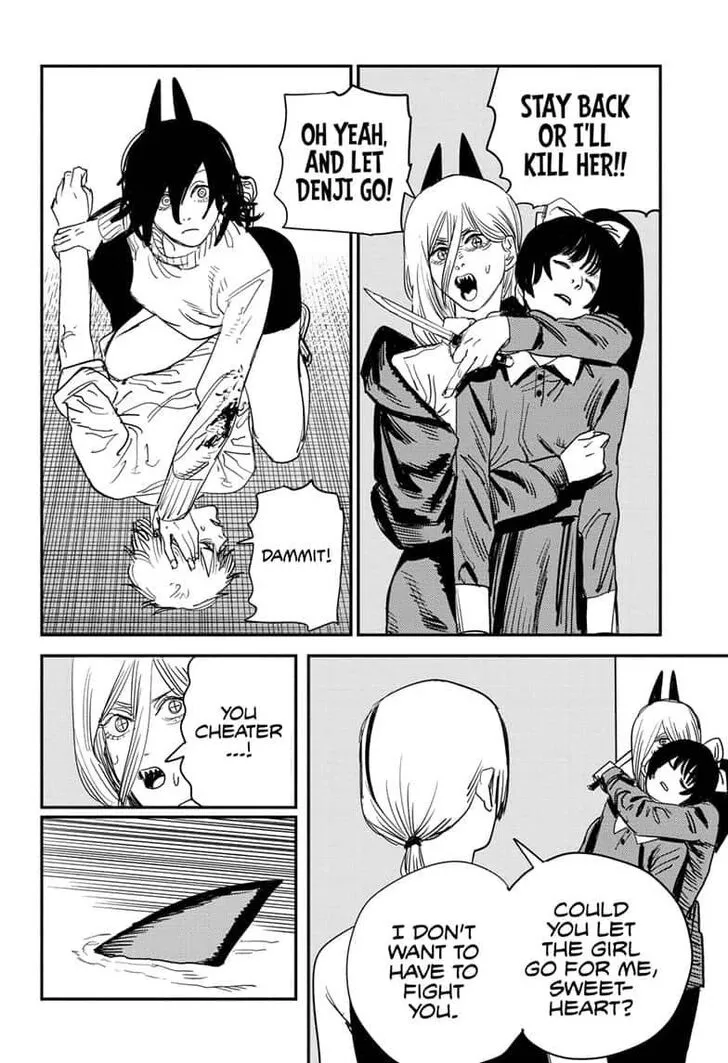 STAY BACK
OR I'LL
KILL HER!!
OH YEAH,
AND LET
DENJI GO!
DAMMIT!
COULD
YOU LET
THE GIRL
GO FOR ME,
SWEET-
HEART?
I DON'T
WANT TO
HAVE TO
FIGHT
YOU.
YOU
CHEATER
...!